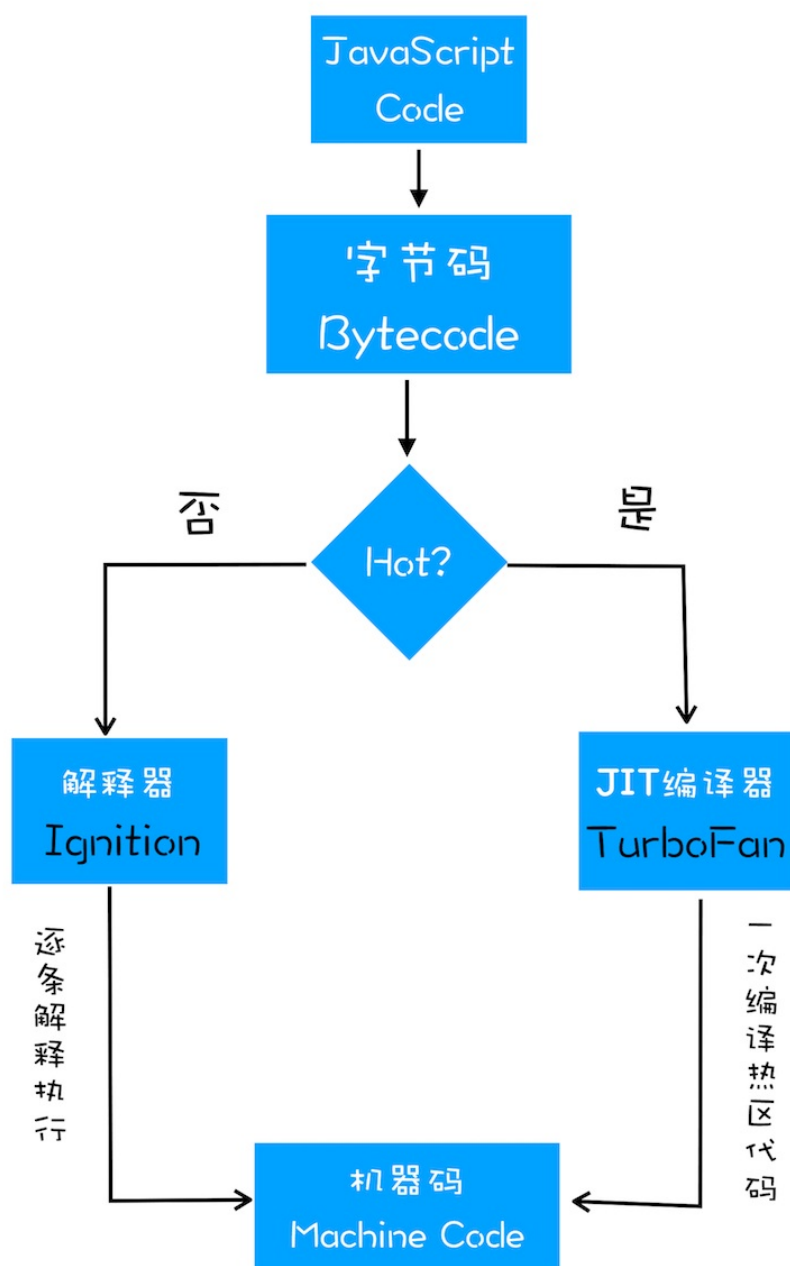 JavaScript
Code
字节码
Bytecode
否
是
Hot?
解释器
Ignition
JIT编译器
TurboFan
逐条解释执行
一次编译热区代码
机器码
Machine Code